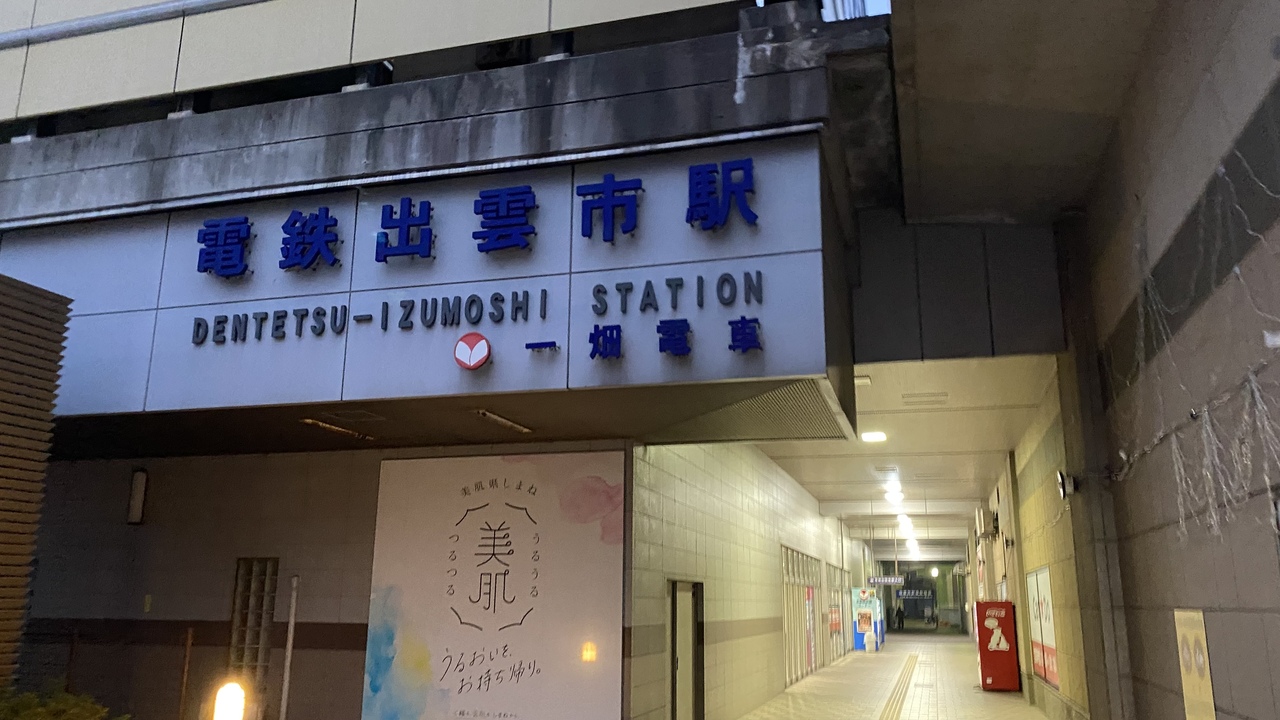 電鉄出雲市駅
DENTETSU-IZUMOSHI STATION
一畑電車
美肌県しまね
つるつる
美肌
うるうる
うるおいを、
お持ち帰り。